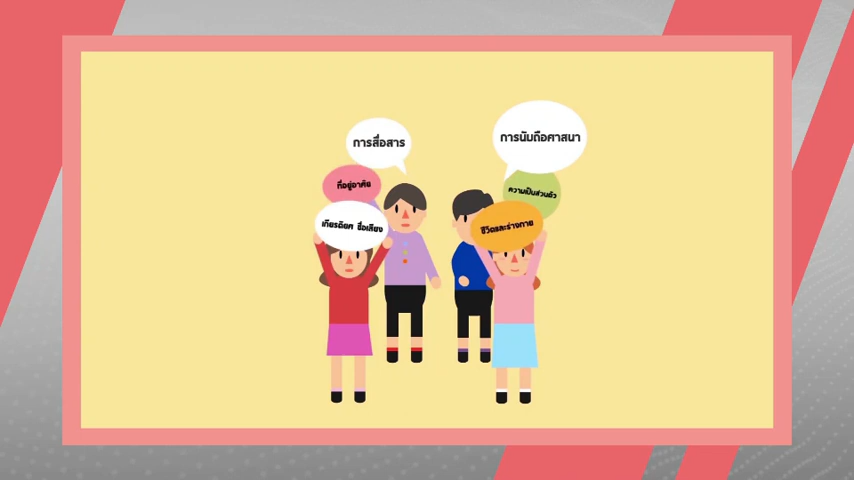 การสื่อสาร
การนับถือศาสนา
ที่อยู่อาศัย
ความเป็นส่วนตัว
เกียรติยศ ชื่อเสียง
ชีวิตและร่างกาย